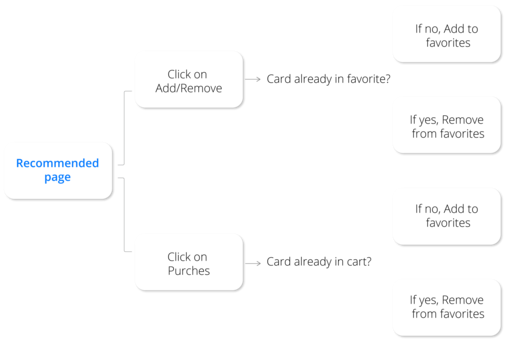 Recommended
page
Click on
Add/Remove
Card already in favorite?
If no, Add to
favorites
If yes, Remove
from favorites
Click on
Purches
Card already in cart?
If no, Add to
favorites
If yes, Remove
from favorites